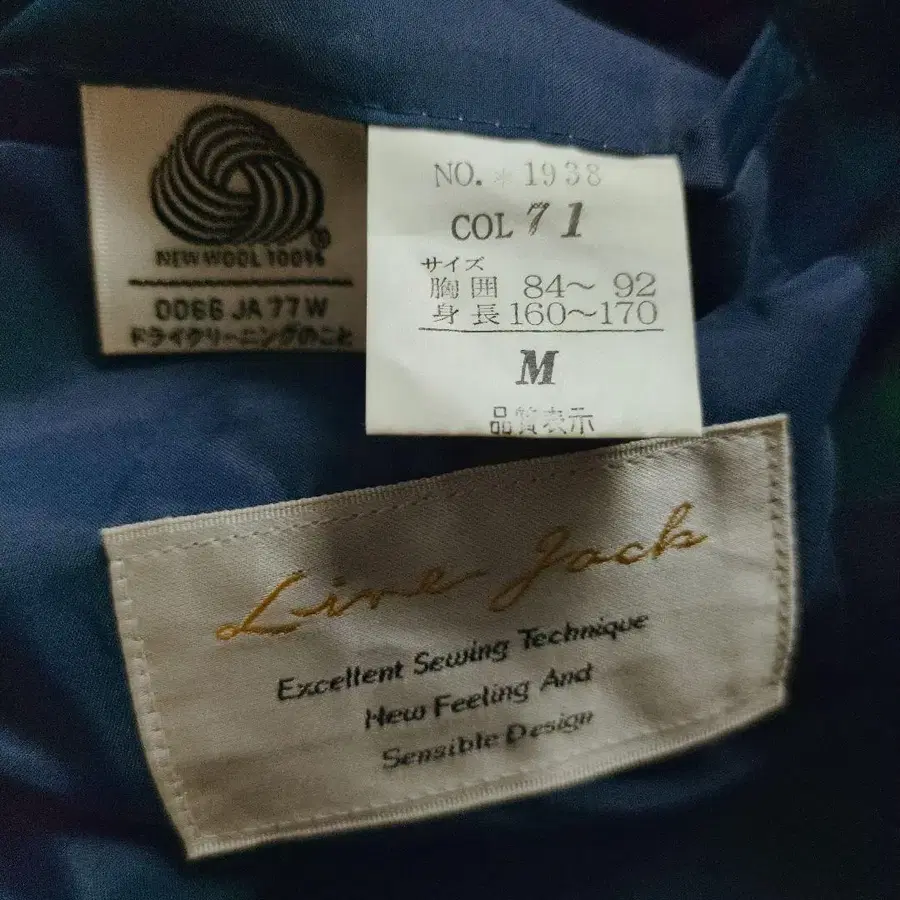 NEW WOOL 100%
0066 JA 77 W
ドライクリーニングのこと
NO. * 1938
COL 71
サイズ
胸囲 84〜92
身長 160〜170
M
品質表示
Line Jack
Excellent Sewing Technique
New Feeling And
Sensible Design